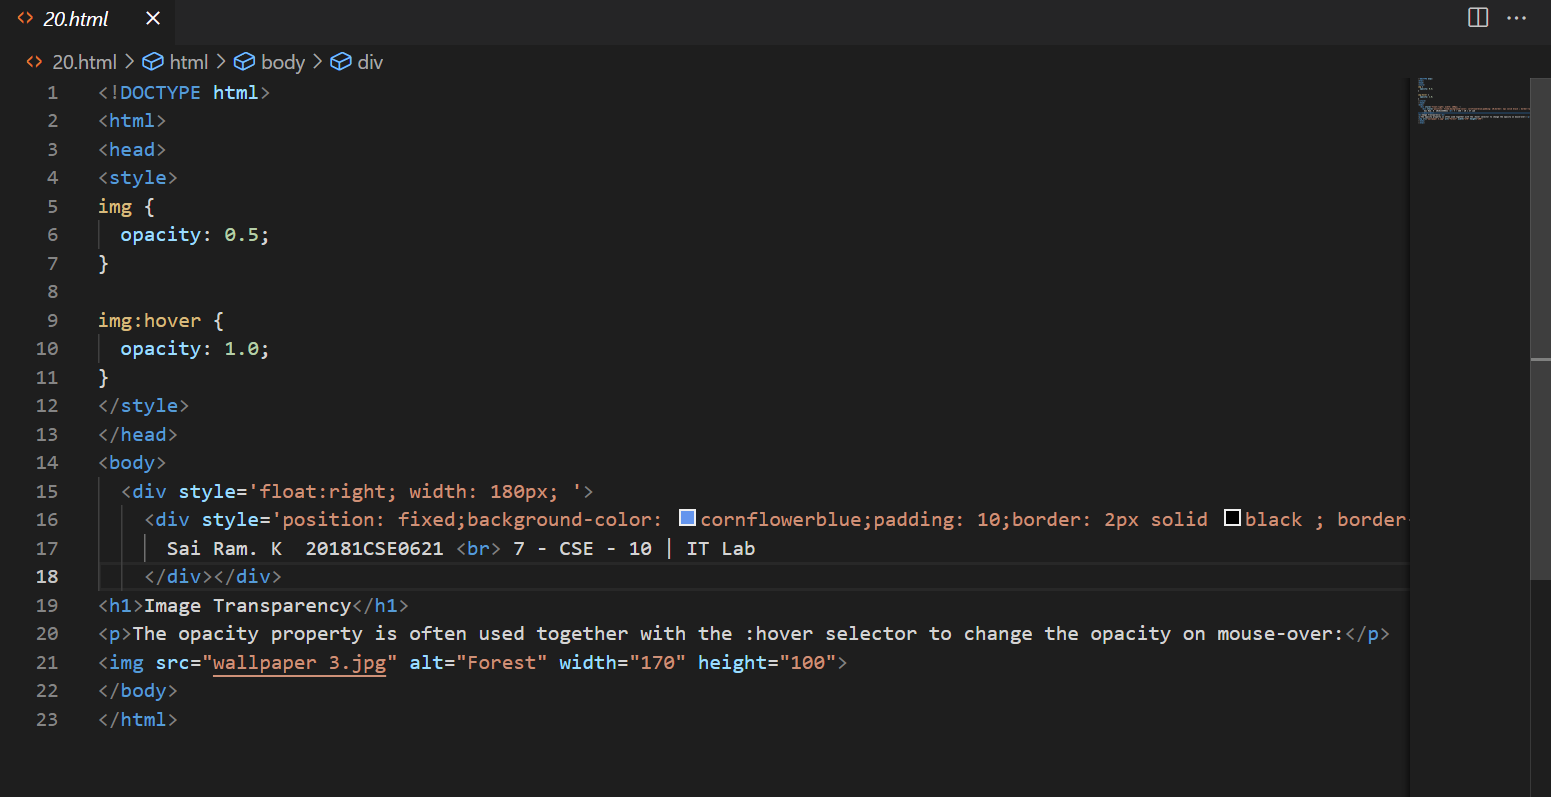 20.html
20.html > html > body > div
1 <!DOCTYPE html>
2 <html>
3 <head>
4 <style>
5 img {
6 opacity: 0.5;
7 }
8
9 img:hover {
10 opacity: 1.0;
11 }
12 </style>
13 </head>
14 <body>
15 <div style='float:right; width: 180px; '>
16 <div style='position: fixed;background-color: cornflowerblue;padding: 10;border: 2px solid black ; border
17 Sai Ram. K  20181CSE0621 <br> 7 - CSE - 10 | IT Lab
18 </div></div>
19 <h1>Image Transparency</h1>
20 <p>The opacity property is often used together with the :hover selector to change the opacity on mouse-over:</p>
21 <img src="wallpaper 3.jpg" alt="Forest" width="170" height="100">
22 </body>
23 </html>